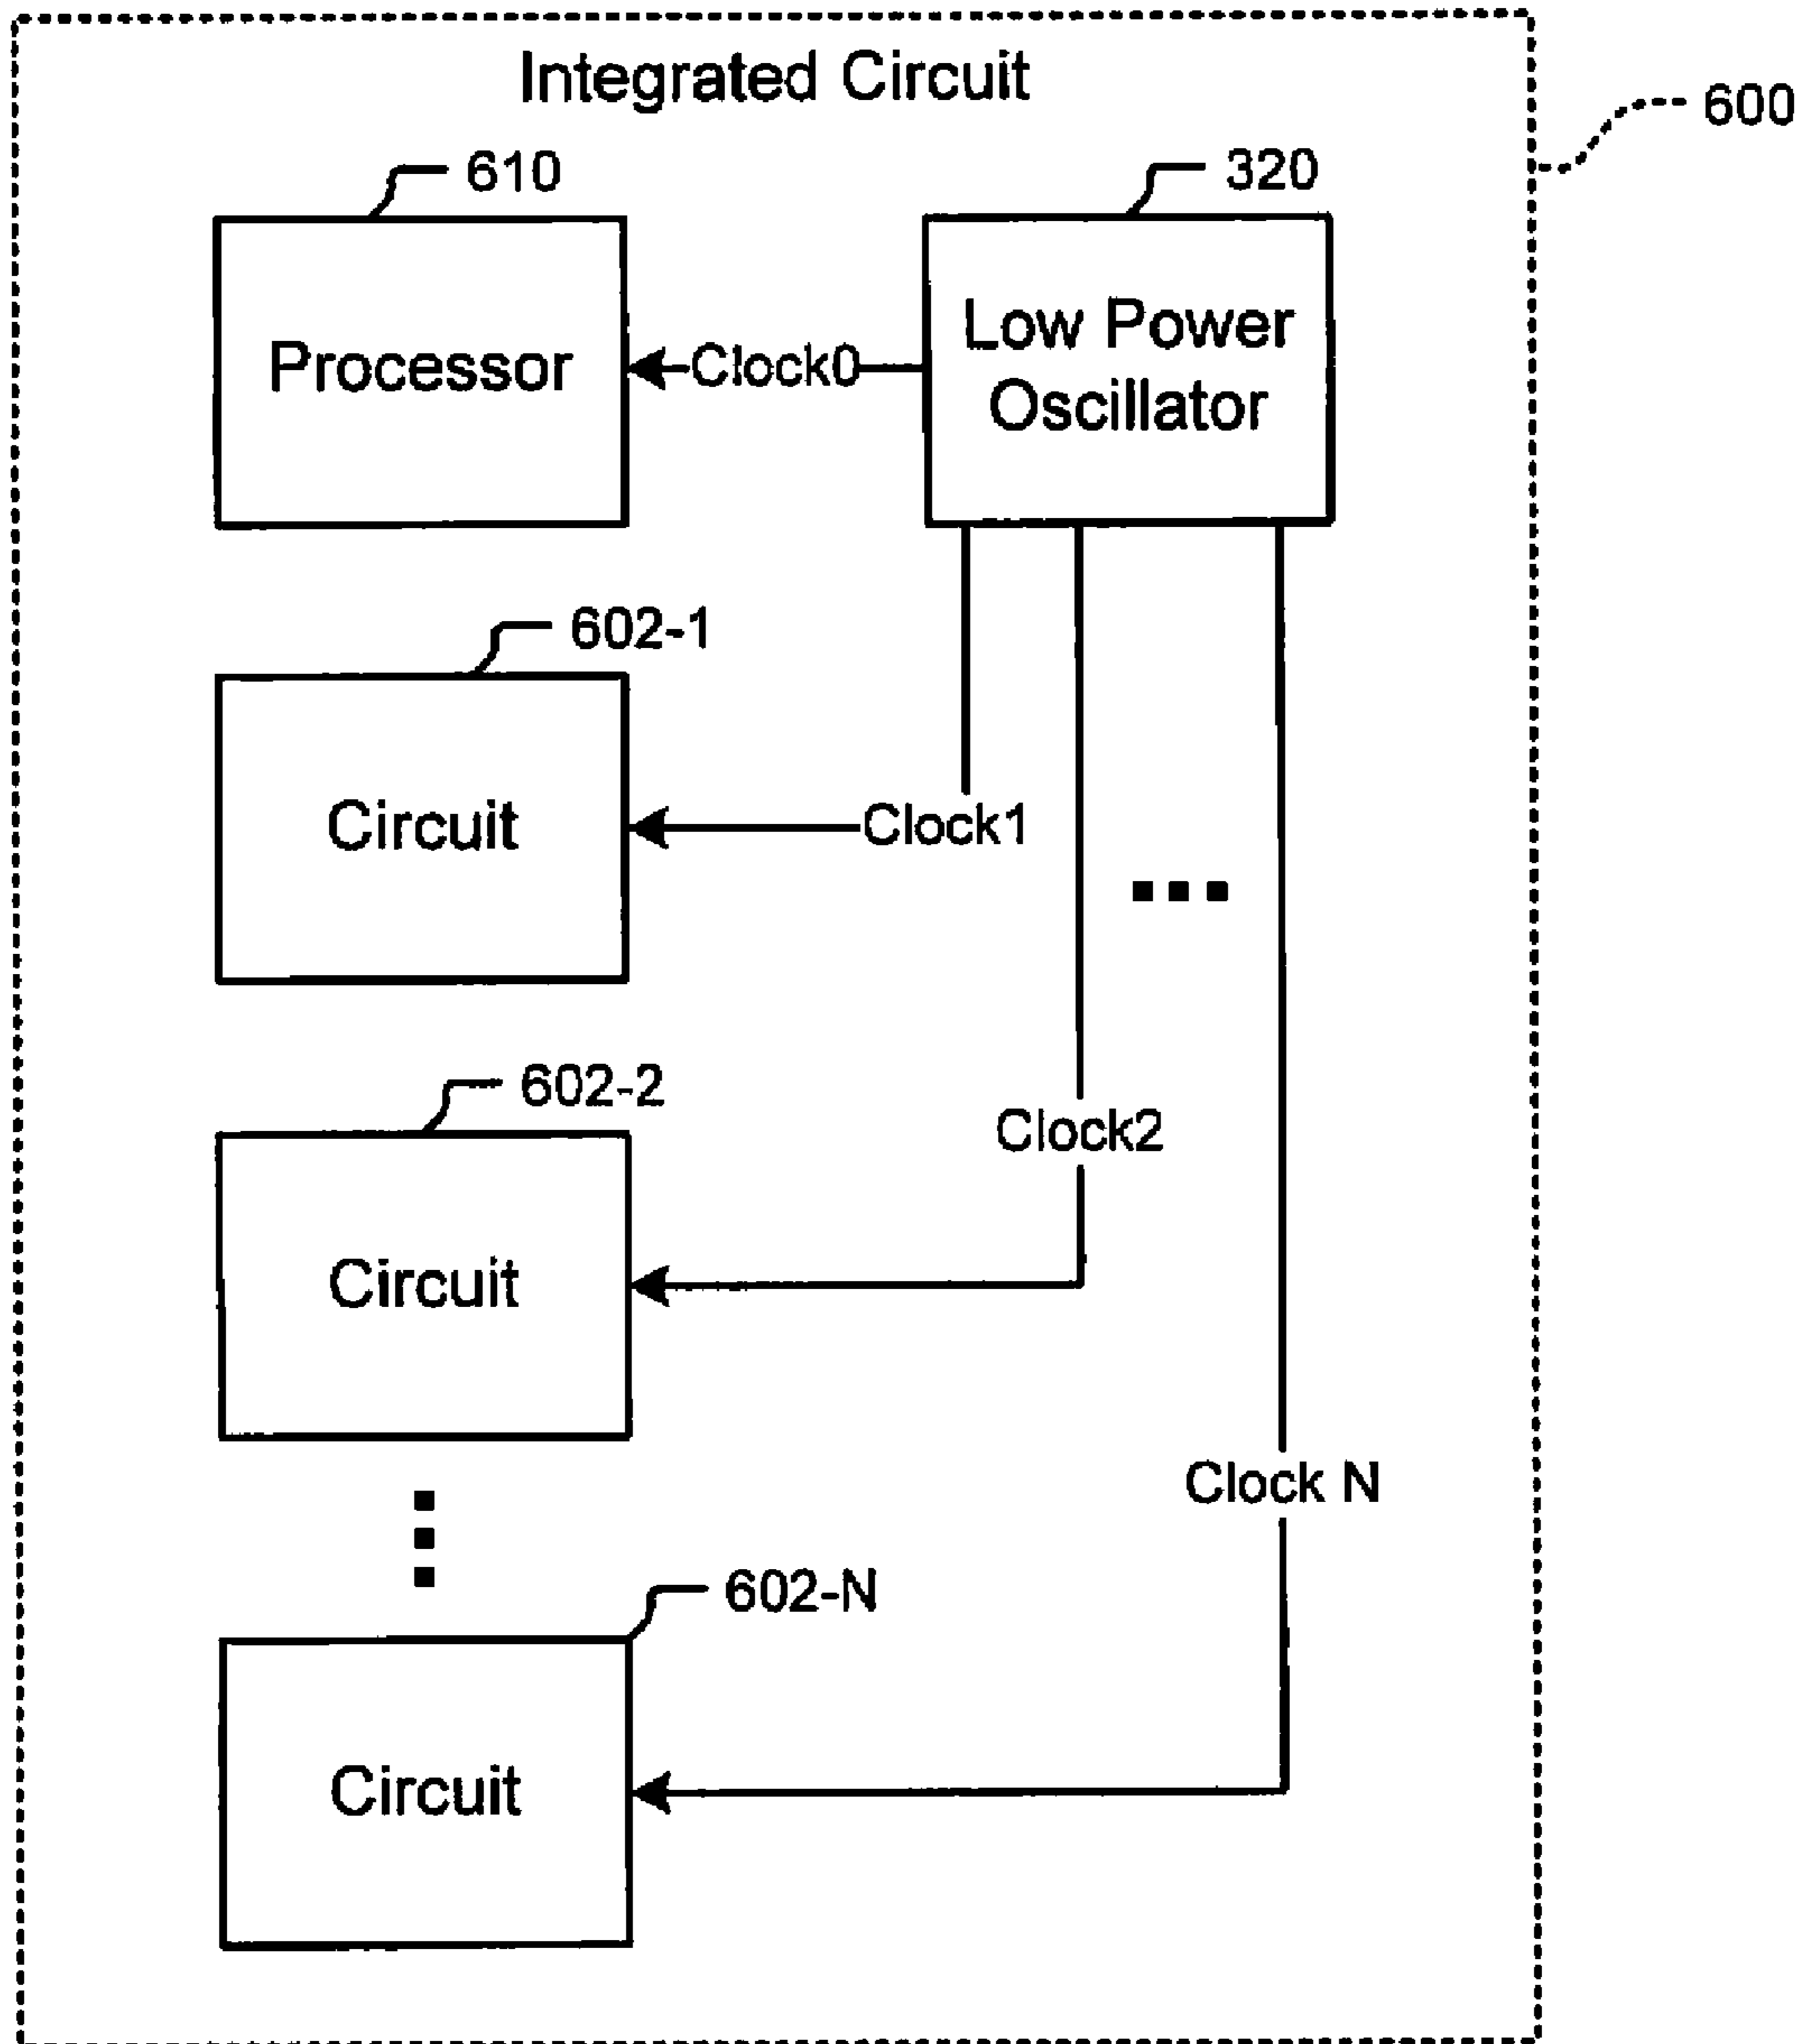 Integrated Circuit
600
610
320
Processor
Clock0
Low Power
Oscillator
602-1
Circuit
Clock1
602-2
Clock2
Circuit
Clock N
602-N
Circuit